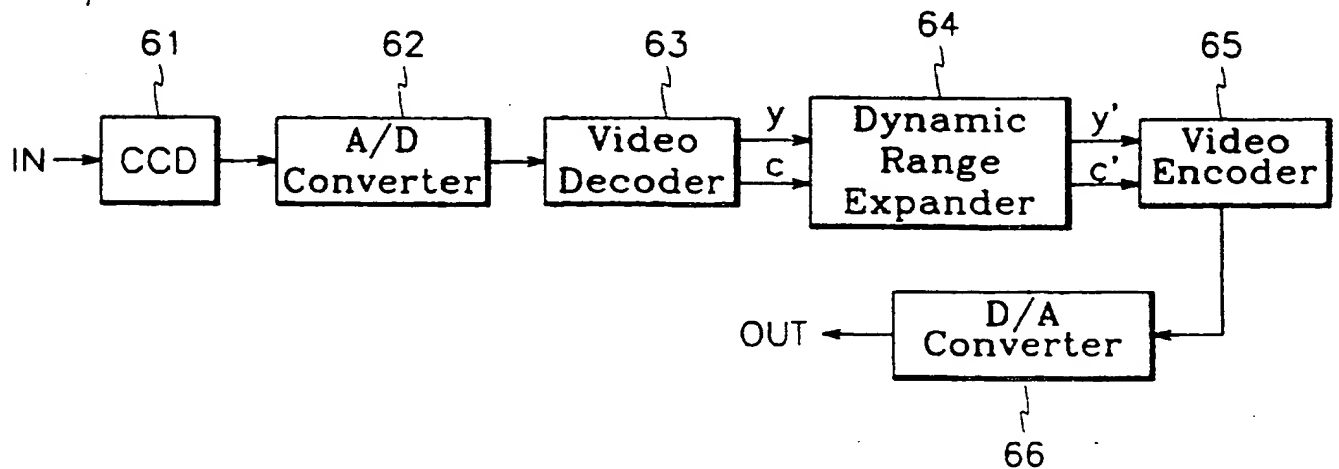 61
62
63
64
65
IN
CCD
A/D
Converter
Video
Decoder
y
c
Dynamic
Range
Expander
y'
c'
Video
Encoder
OUT
D/A
Converter
66